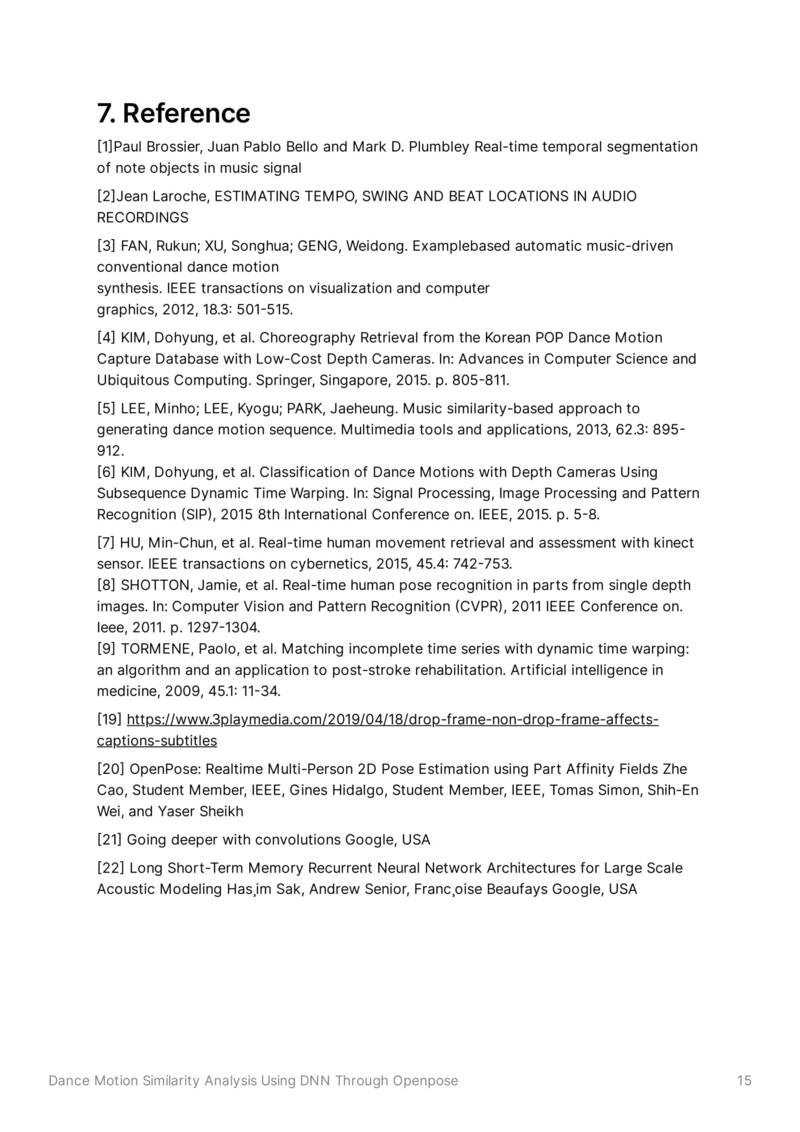 7. Reference
[1]Paul Brossier, Juan Pablo Bello and Mark D. Plumbley Real-time temporal segmentation
of note objects in music signal
[2]Jean Laroche, ESTIMATING TEMPO, SWING AND BEAT LOCATIONS IN AUDIO
RECORDINGS
[3] FAN, Rukun; XU, Songhua; GENG, Weidong. Examplebased automatic music-driven
conventional dance motion
synthesis. IEEE transactions on visualization and computer
graphics, 2012, 18.3: 501-515.
[4] KIM, Dohyung, et al. Choreography Retrieval from the Korean POP Dance Motion
Capture Database with Low-Cost Depth Cameras. In: Advances in Computer Science and
Ubiquitous Computing. Springer, Singapore, 2015. p. 805-811.
[5] LEE, Minho; LEE, Kyogu; PARK, Jaeheung. Music similarity-based approach to
generating dance motion sequence. Multimedia tools and applications, 2013, 62.3: 895-
912.
[6] KIM, Dohyung, et al. Classification of Dance Motions with Depth Cameras Using
Subsequence Dynamic Time Warping. In: Signal Processing, Image Processing and Pattern
Recognition (SIP), 2015 8th International Conference on. IEEE, 2015. p. 5-8.
[7] HU, Min-Chun, et al. Real-time human movement retrieval and assessment with kinect
sensor. IEEE transactions on cybernetics, 2015, 45.4: 742-753.
[8] SHOTTON, Jamie, et al. Real-time human pose recognition in parts from single depth
images. In: Computer Vision and Pattern Recognition (CVPR), 2011 IEEE Conference on.
Ieee, 2011. p. 1297-1304.
[9] TORMENE, Paolo, et al. Matching incomplete time series with dynamic time warping:
an algorithm and an application to post-stroke rehabilitation. Artificial intelligence in
medicine, 2009, 45.1: 11-34.
[19] https://www.3playmedia.com/2019/04/18/drop-frame-non-drop-frame-affects-
captions-subtitles
[20] OpenPose: Realtime Multi-Person 2D Pose Estimation using Part Affinity Fields Zhe
Cao, Student Member, IEEE, Gines Hidalgo, Student Member, IEEE, Tomas Simon, Shih-En
Wei, and Yaser Sheikh
[21] Going deeper with convolutions Google, USA
[22] Long Short-Term Memory Recurrent Neural Network Architectures for Large Scale
Acoustic Modeling Has¸im Sak, Andrew Senior, Franc¸oise Beaufays Google, USA
Dance Motion Similarity Analysis Using DNN Through Openpose
15